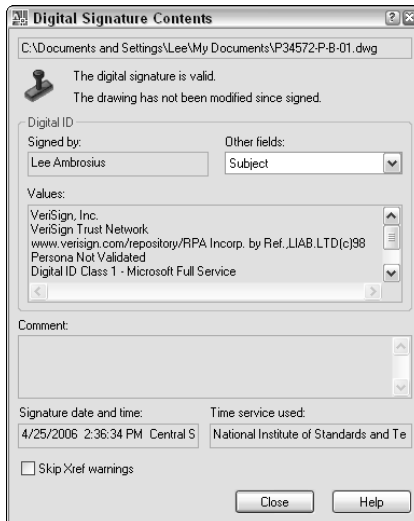 Digital Signature Contents
C:\Documents and Settings\Lee\My Documents\P34572-P-B-01.dwg
The digital signature is valid.
The drawing has not been modified since signed.
Digital ID
Signed by:
Other fields:
Lee Ambrosius
Subject
Values:
VeriSign, Inc.
VeriSign Trust Network
www.verisign.com/repository/RPA Incorp. by Ref.,LIAB.LTD(c)98
Persona Not Validated
Digital ID Class 1 - Microsoft Full Service
Comment:
Signature date and time:
Time service used:
4/25/2006 2:36:34 PM Central S
National Institute of Standards and Te
Skip Xref warnings
Close
Help